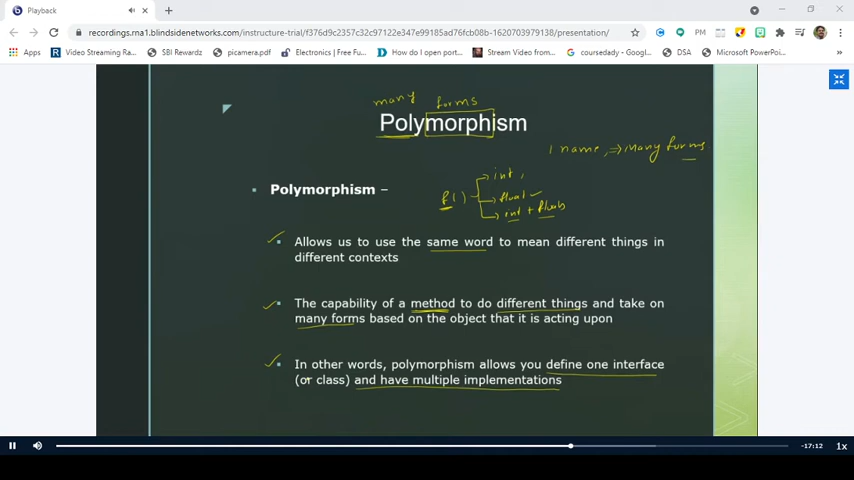 Playback
recordings.rna1.blindsidenetworks.com/instructure-trial/f376d9c2357c32c97122e347e99185ad76fcb08b-1620703979138/presentation/
Apps Video Streaming Ra... SBI Rewardz picamera.pdf Electronics | Free Fu... How do I open port... Stream Video from... coursedady - Googl... DSA Microsoft PowerPoi...
PM
many forms
Polymorphism
1 name, ⇒ Many forms
Polymorphism –
f( ) int,
float
int + float
Allows us to use the same word to mean different things in
different contexts
The capability of a method to do different things and take on
many forms based on the object that it is acting upon
In other words, polymorphism allows you define one interface
(or class) and have multiple implementations
-17:12 1x